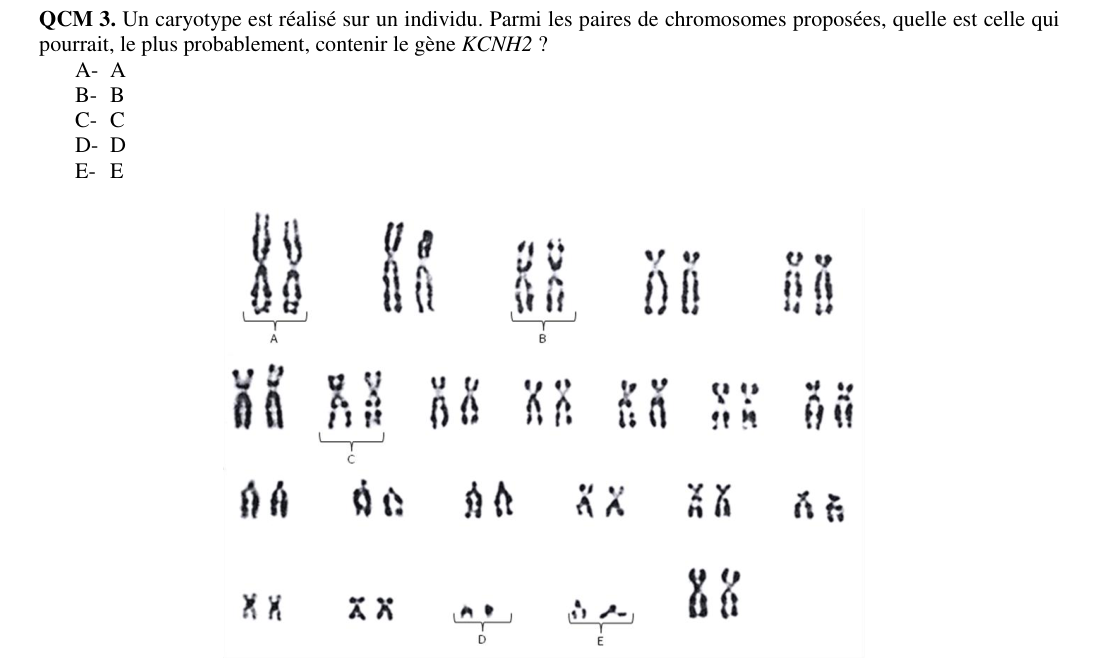 QCM 3. Un caryotype est réalisé sur un individu. Parmi les paires de chromosomes proposées, quelle est celle qui
pourrait, le plus probablement, contenir le gène KCNH2 ?
A- A
B- B
C- C
D- D
E- E
A
B
C
D
E